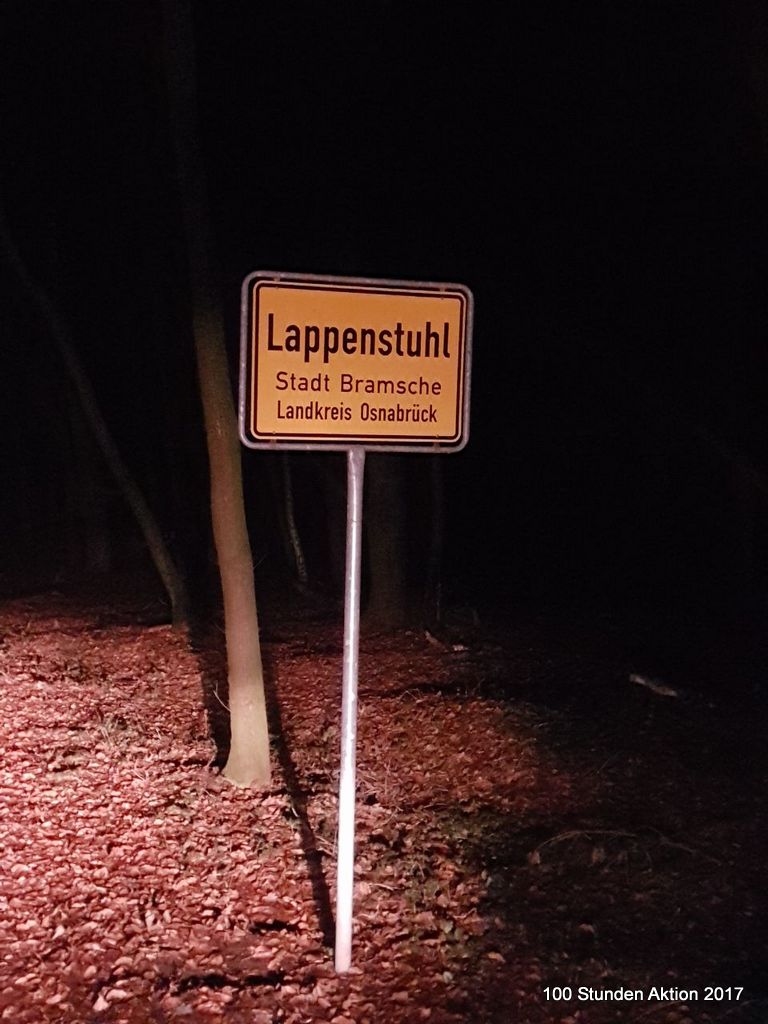 Lappenstuhl
Stadt Bramsche
Landkreis Osnabrück
100 Stunden Aktion 2017